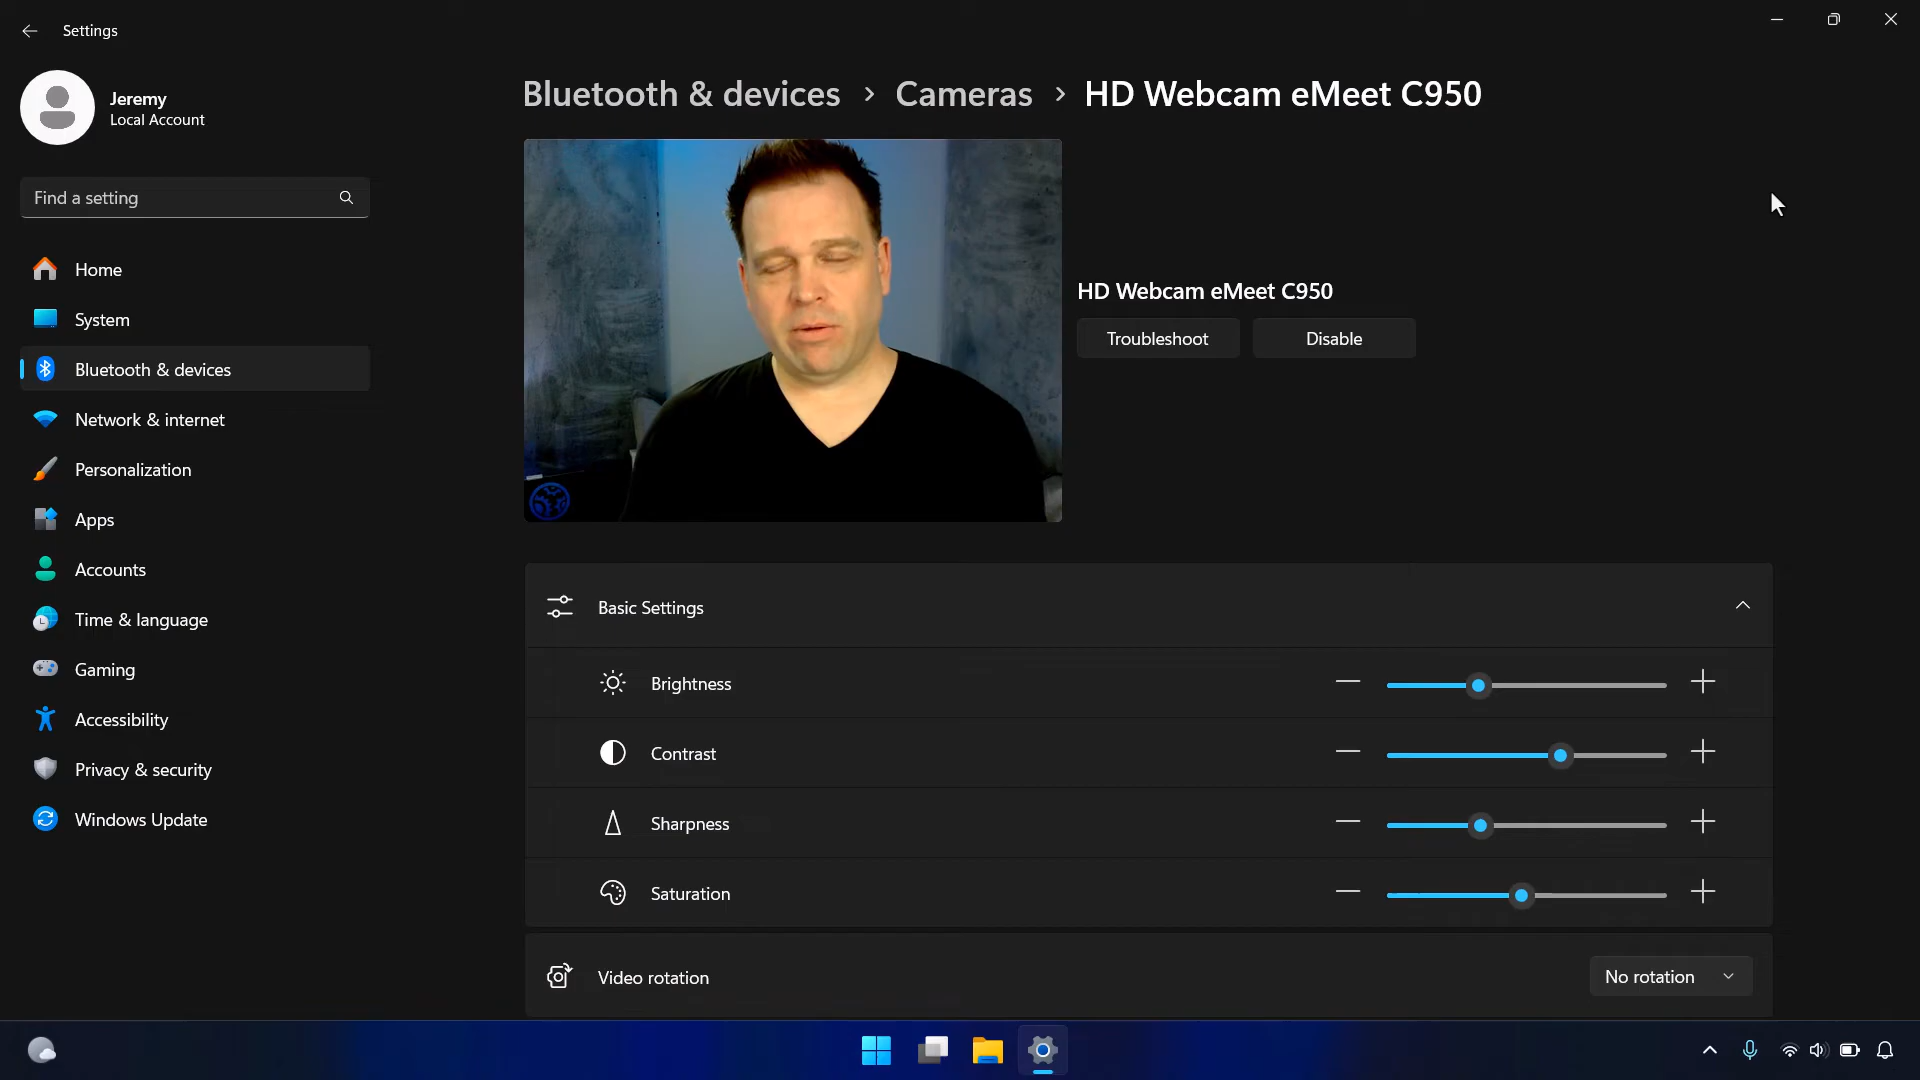 Settings
Jeremy
Local Account
Find a setting
Home
System
Bluetooth & devices
Network & internet
Personalization
Apps
Accounts
Time & language
Gaming
Accessibility
Privacy & security
Windows Update
Bluetooth & devices > Cameras > HD Webcam eMeet C950
HD Webcam eMeet C950
Troubleshoot Disable
Basic Settings
Brightness
Contrast
Sharpness
Saturation
Video rotation No rotation